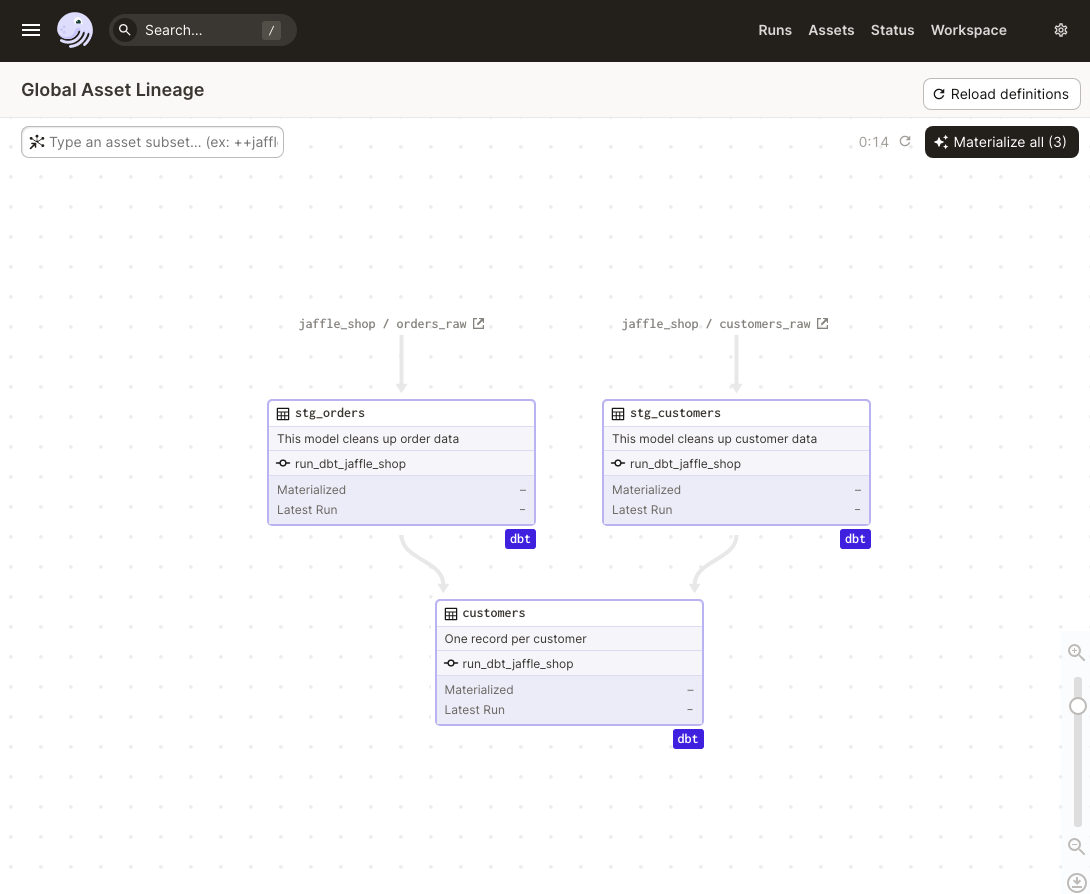 Search... /
Runs Assets Status Workspace
Global Asset Lineage
Reload definitions
Type an asset subset... (ex: ++jaffl
0:14
Materialize all (3)
jaffle_shop / orders_raw
jaffle_shop / customers_raw
stg_orders
This model cleans up order data
run_dbt_jaffle_shop
Materialized –
Latest Run –
dbt
stg_customers
This model cleans up customer data
run_dbt_jaffle_shop
Materialized –
Latest Run –
dbt
customers
One record per customer
run_dbt_jaffle_shop
Materialized –
Latest Run –
dbt